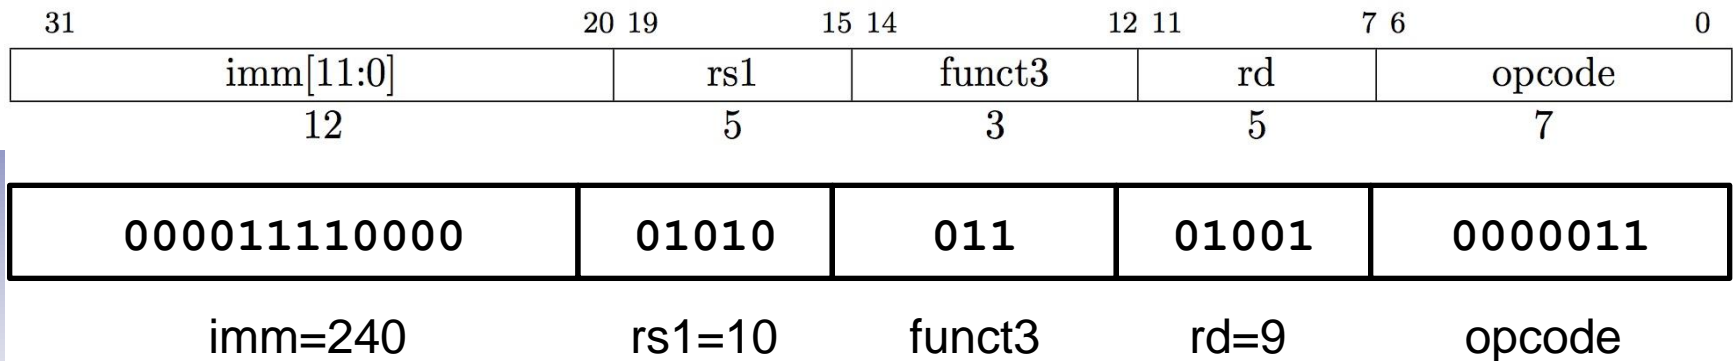 31 20 19 15 14 12 11 7 6 0
imm[11:0] rs1 funct3 rd opcode
12 5 3 5 7
000011110000 01010 011 01001 0000011
imm=240 rs1=10 funct3 rd=9 opcode